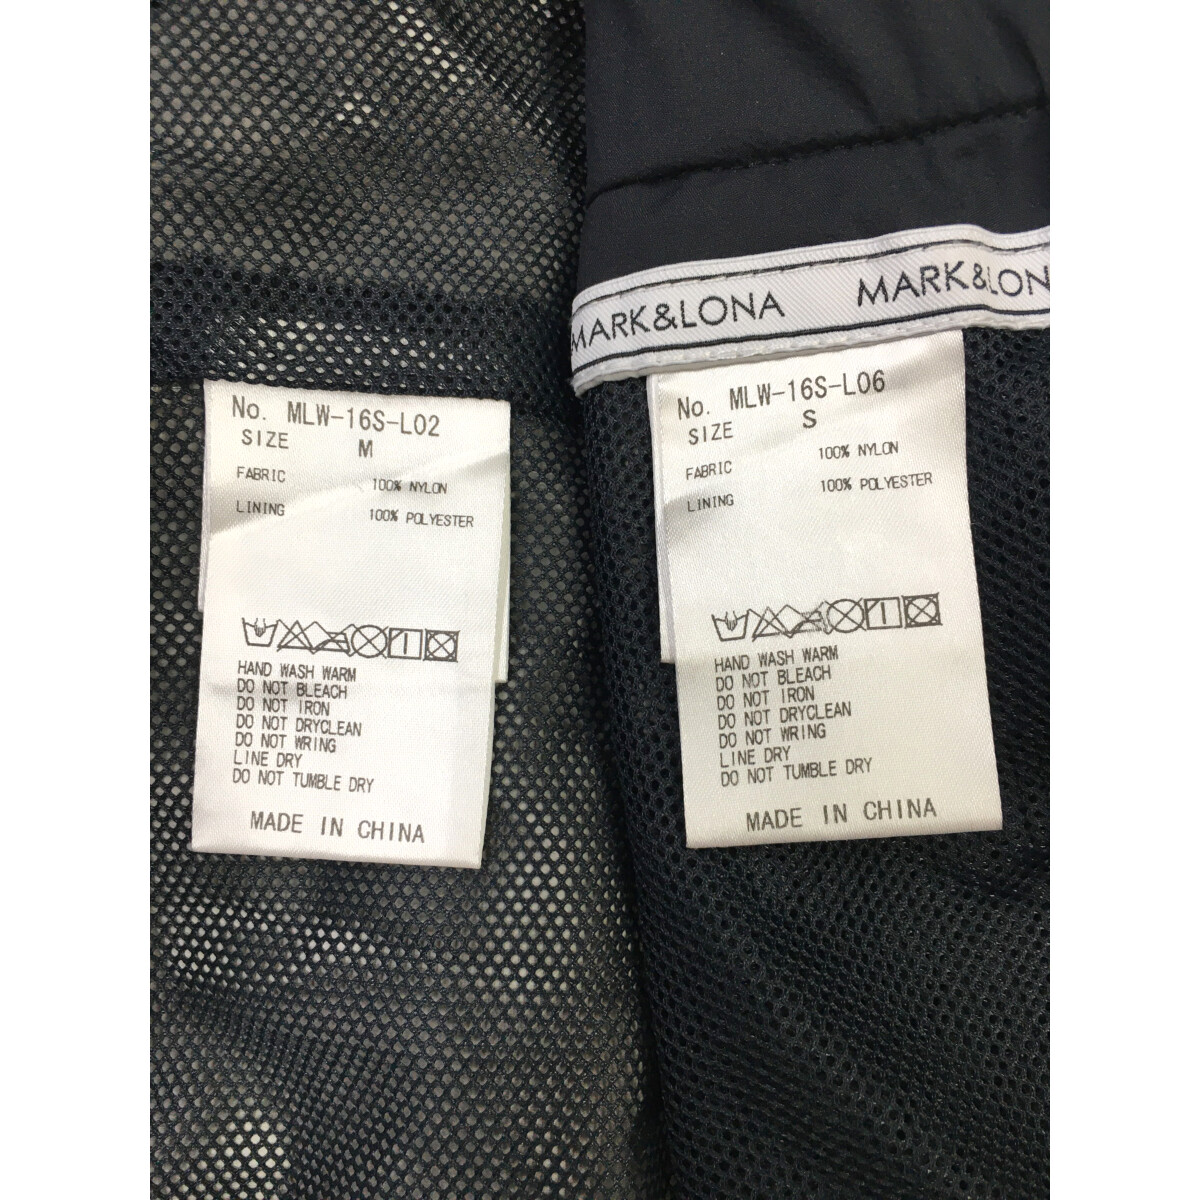 MARK&LONA MARK&LON
No. MLW-16S-L02
SIZE M
FABRIC 100% NYLON
LINING 100% POLYESTER
HAND WASH WARM
DO NOT BLEACH
DO NOT IRON
DO NOT DRYCLEAN
DO NOT WRING
LINE DRY
DO NOT TUMBLE DRY
MADE IN CHINA
No. MLW-16S-L06
SIZE S
FABRIC 100% NYLON
LINING 100% POLYESTER
HAND WASH WARM
DO NOT BLEACH
DO NOT IRON
DO NOT DRYCLEAN
DO NOT WRING
LINE DRY
DO NOT TUMBLE DRY
MADE IN CHINA